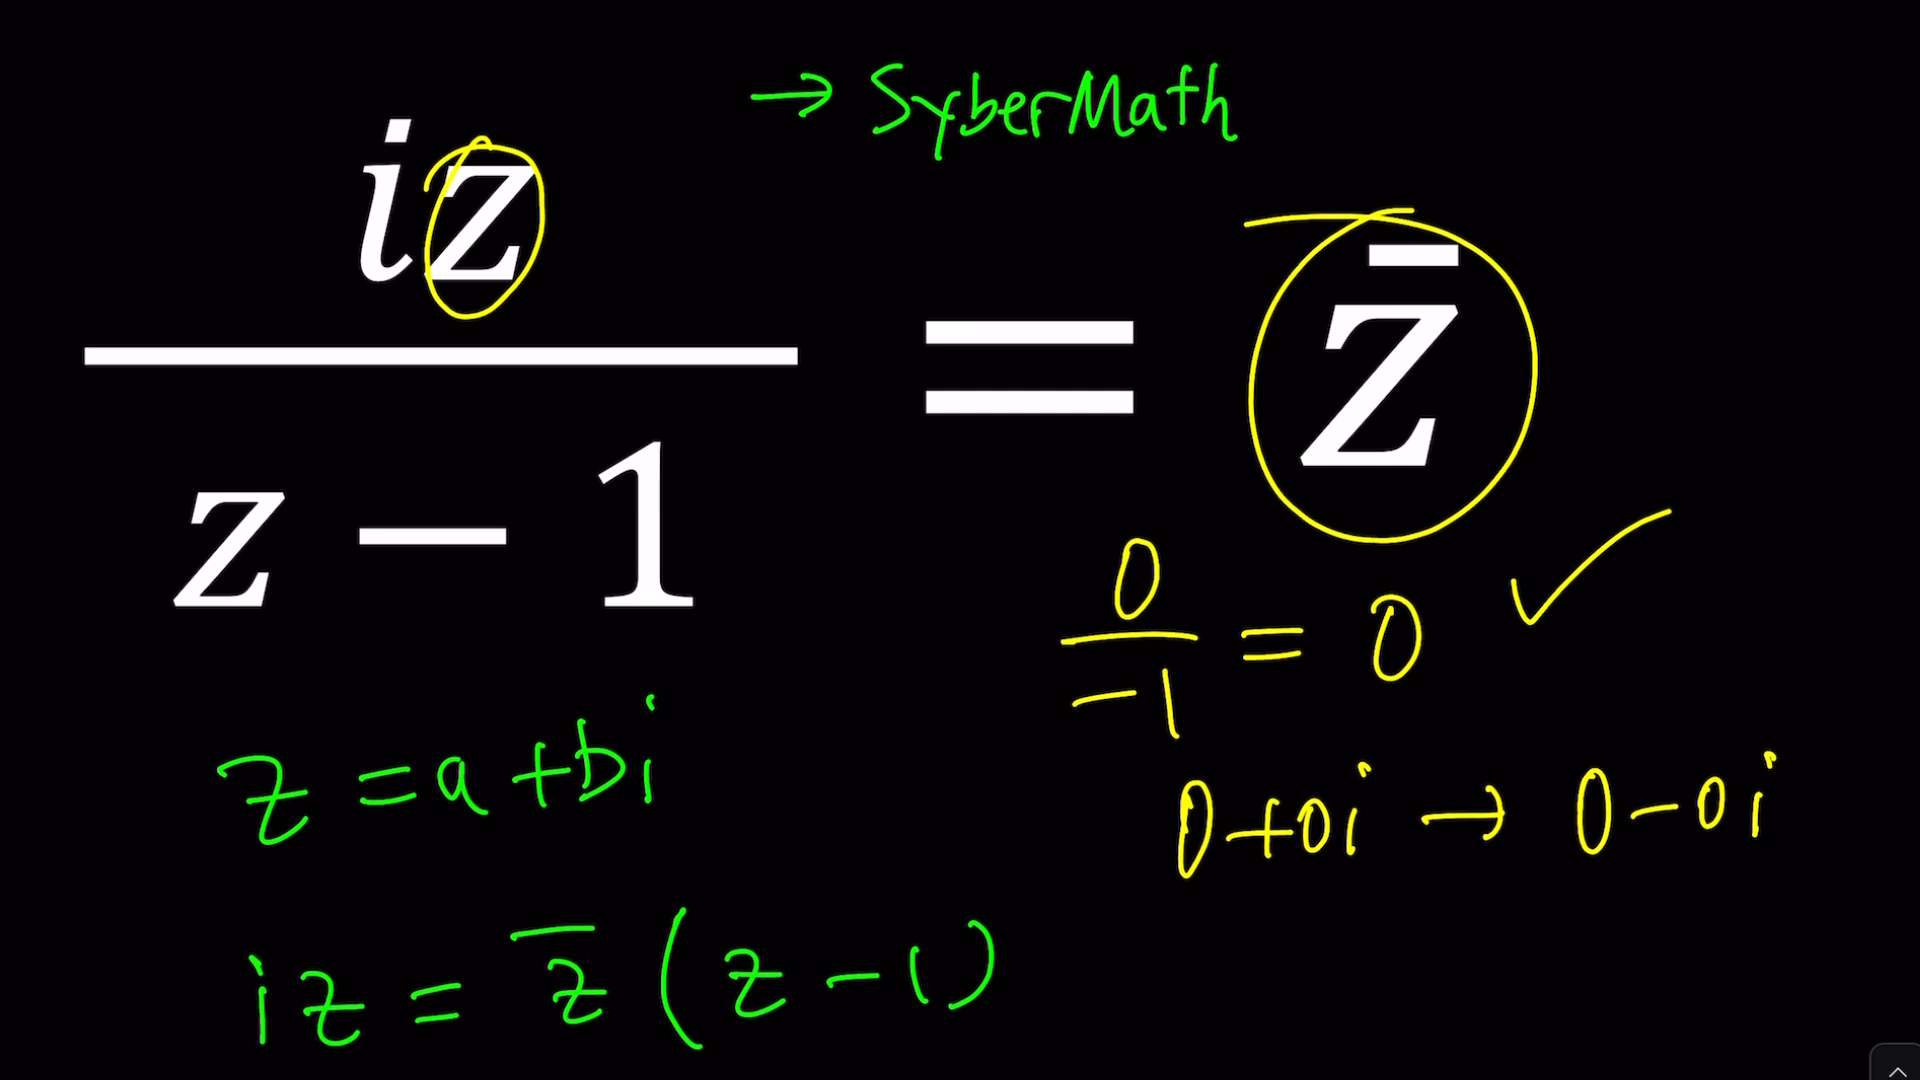 → SyberMath
iz
z − 1
=
z̄
0
−1
= 0 ✓
z = a + bi
0+0i → 0−0i
iz = z̄(z−1)